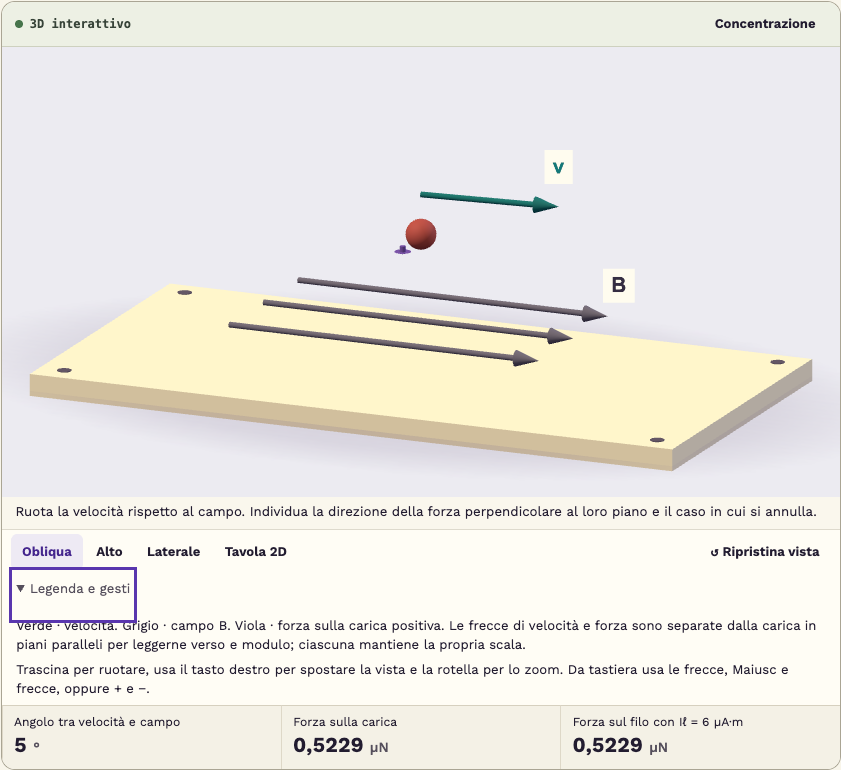 3D interattivo
Concentrazione
v
B
Ruota la velocità rispetto al campo. Individua la direzione della forza perpendicolare al loro piano e il caso in cui si annulla.
Obliqua Alto Laterale Tavola 2D ↺ Ripristina vista
▼ Legenda e gesti
Verde · velocità. Grigio · campo B. Viola · forza sulla carica positiva. Le frecce di velocità e forza sono separate dalla carica in
piani paralleli per leggerne verso e modulo; ciascuna mantiene la propria scala.
Trascina per ruotare, usa il tasto destro per spostare la vista e la rotella per lo zoom. Da tastiera usa le frecce, Maiusc e
frecce, oppure + e −.
Angolo tra velocità e campo
5 °
Forza sulla carica
0,5229 μN
Forza sul filo con Iℓ = 6 μA·m
0,5229 μN